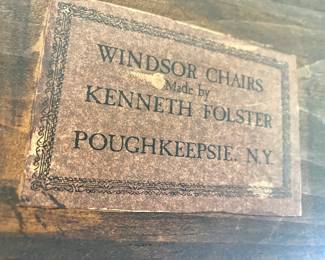 WINDSOR CHAIRS
Made by
KENNETH FOLSTER
POUGHKEEPSIE. N.Y.